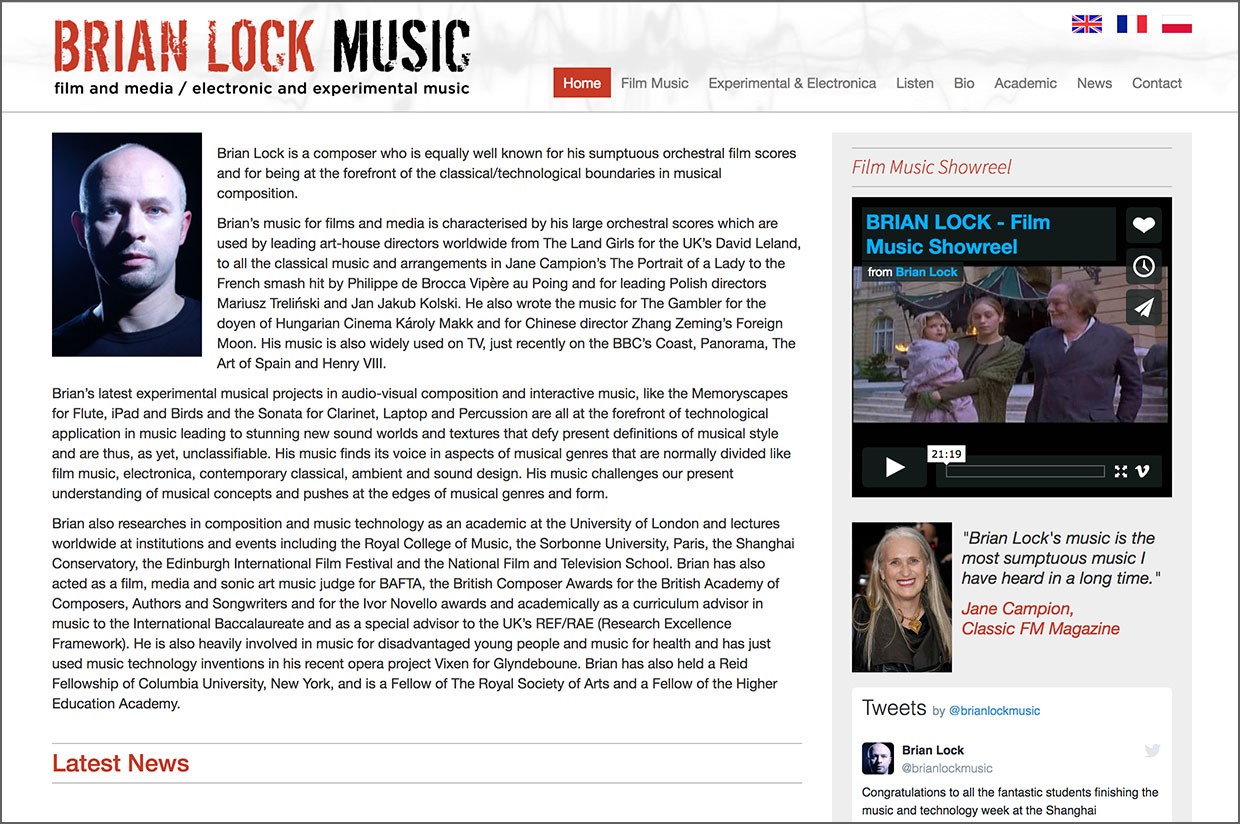 BRIAN LOCK MUSIC
film and media / electronic and experimental music
Home Film Music Experimental & Electronica Listen Bio Academic News Contact
Brian Lock is a composer who is equally well known for his sumptuous orchestral film scores
and for being at the forefront of the classical/technological boundaries in musical
composition.
Brian’s music for films and media is characterised by his large orchestral scores which are
used by leading art-house directors worldwide from The Land Girls for the UK’s David Leland,
to all the classical music and arrangements in Jane Campion’s The Portrait of a Lady to the
French smash hit by Philippe de Brocca Vipère au Poing and for leading Polish directors
Mariusz Treliński and Jan Jakub Kolski. He also wrote the music for The Gambler for the
doyen of Hungarian Cinema Károly Makk and for Chinese director Zhang Zeming’s Foreign
Moon. His music is also widely used on TV, just recently on the BBC’s Coast, Panorama, The
Art of Spain and Henry VIII.
Brian’s latest experimental musical projects in audio-visual composition and interactive music, like the Memoryscapes
for Flute, iPad and Birds and the Sonata for Clarinet, Laptop and Percussion are all at the forefront of technological
application in music leading to stunning new sound worlds and textures that defy present definitions of musical style
and are thus, as yet, unclassifiable. His music finds its voice in aspects of musical genres that are normally divided like
film music, electronica, contemporary classical, ambient and sound design. His music challenges our present
understanding of musical concepts and pushes at the edges of musical genres and form.
Brian also researches in composition and music technology as an academic at the University of London and lectures
worldwide at institutions and events including the Royal College of Music, the Sorbonne University, Paris, the Shanghai
Conservatory, the Edinburgh International Film Festival and the National Film and Television School. Brian has also
acted as a film, media and sonic art music judge for BAFTA, the British Composer Awards for the British Academy of
Composers, Authors and Songwriters and for the Ivor Novello awards and academically as a curriculum advisor in
music to the International Baccalaureate and as a special advisor to the UK’s REF/RAE (Research Excellence
Framework). He is also heavily involved in music for disadvantaged young people and music for health and has just
used music technology inventions in his recent opera project Vixen for Glyndeboune. Brian has also held a Reid
Fellowship of Columbia University, New York, and is a Fellow of The Royal Society of Arts and a Fellow of the Higher
Education Academy.
Latest News
Film Music Showreel
BRIAN LOCK - Film
Music Showreel
from Brian Lock
21:19
"Brian Lock's music is the
most sumptuous music I
have heard in a long time."
Jane Campion,
Classic FM Magazine
Tweets by @brianlockmusic
Brian Lock
@brianlockmusic
Congratulations to all the fantastic students finishing the
music and technology week at the Shanghai